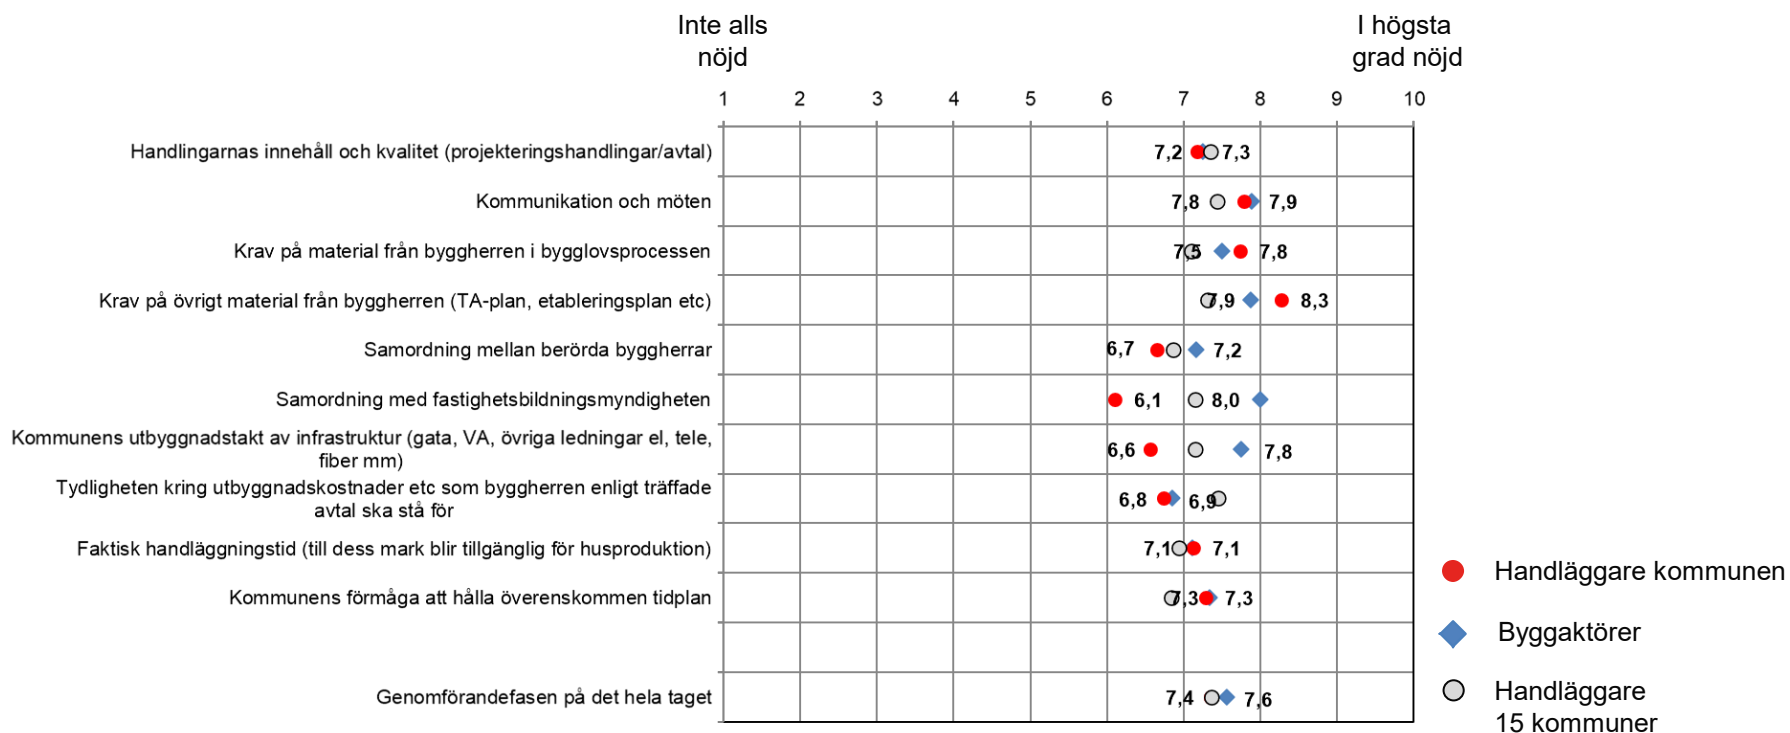 Inte alls
nöjd
I högsta
grad nöjd
1 2 3 4 5 6 7 8 9 10
Handlingarnas innehåll och kvalitet (projekteringshandlingar/avtal) 7,2 7,3
Kommunikation och möten 7,8 7,9
Krav på material från byggherren i bygglovsprocessen 7,5 7,8
Krav på övrigt material från byggherren (TA-plan, etableringsplan etc) 7,9 8,3
Samordning mellan berörda byggherrar 6,7 7,2
Samordning med fastighetsbildningsmyndigheten 6,1 8,0
Kommunens utbyggnadstakt av infrastruktur (gata, VA, övriga ledningar el, tele,
fiber mm)
6,6 7,8
Tydligheten kring utbyggnadskostnader etc som byggherren enligt träffade
avtal ska stå för
6,8 6,9
Faktisk handläggningstid (till dess mark blir tillgänglig för husproduktion) 7,1 7,1
Kommunens förmåga att hålla överenskommen tidplan 7,3 7,3
Genomförandefasen på det hela taget 7,4 7,6
Handläggare kommunen
Byggaktörer
Handläggare
15 kommuner